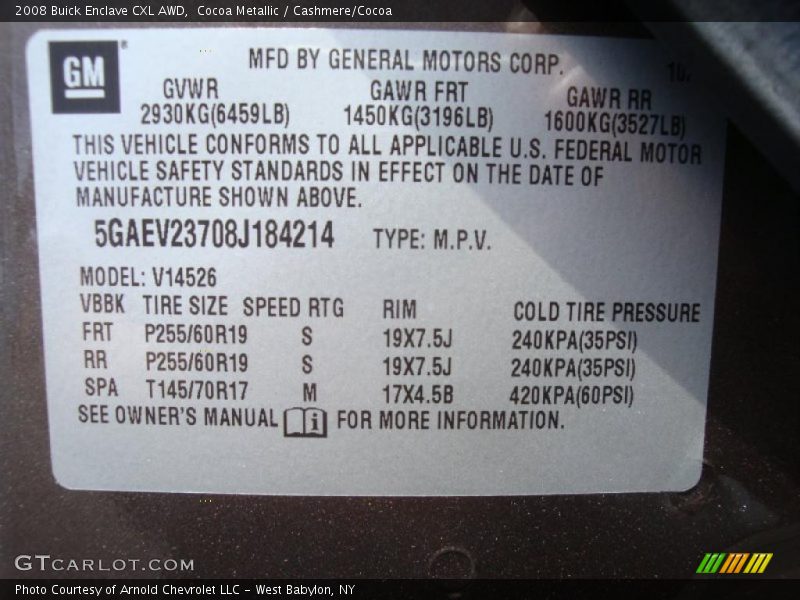 2008 Buick Enclave CXL AWD,  Cocoa Metallic / Cashmere/Cocoa
GM
MFD BY GENERAL MOTORS CORP.
GVWR GAWR FRT GAWR RR
2930KG(6459LB) 1450KG(3196LB) 1600KG(3527LB)
THIS VEHICLE CONFORMS TO ALL APPLICABLE U.S. FEDERAL MOTOR
VEHICLE SAFETY STANDARDS IN EFFECT ON THE DATE OF
MANUFACTURE SHOWN ABOVE.
5GAEV23708J184214 TYPE: M.P.V.
MODEL: V14526
VBBK TIRE SIZE SPEED RTG RIM COLD TIRE PRESSURE
FRT P255/60R19 S 19X7.5J 240KPA(35PSI)
RR P255/60R19 S 19X7.5J 240KPA(35PSI)
SPA T145/70R17 M 17X4.5B 420KPA(60PSI)
SEE OWNER'S MANUAL i FOR MORE INFORMATION.
GTCARLOT.COM
Photo Courtesy of Arnold Chevrolet LLC - West Babylon, NY